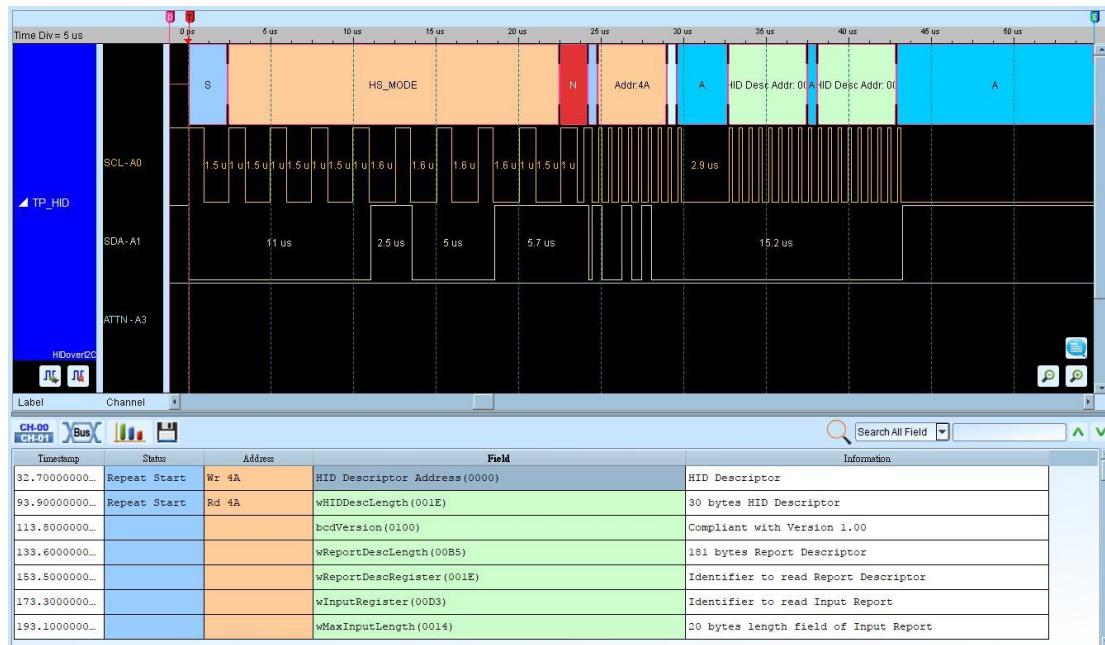 Time Div = 5 us
0 ps 5 us 10 us 15 us 20 us 25 us 30 us 35 us 40 us 45 us 50 us
S HS_MODE N Addr:4A A HID Desc Addr: 00 A HID Desc Addr: 00 A
SCL - A0
1.5 u 1 u 1.5 u 1 u 1.5 u 1 u 1.5 u 1 u 1.6 u 1.6 u 1.6 u 1.6 u 1 u 1.5 u 1 u 2.9 us
TP_HID
SDA - A1
11 us 2.5 us 5 us 5.7 us 15.2 us
ATTN - A3
HIDoverI2C
Label Channel
CH-00
CH-01
Bus
Search All Field
Timestamp Status Address Field Information
32.70000000... Repeat Start Wr 4A HID Descriptor Address(0000) HID Descriptor
93.90000000... Repeat Start Rd 4A wHIDDescLength(001E) 30 bytes HID Descriptor
113.8000000... bcdVersion(0100) Compliant with Version 1.00
133.6000000... wReportDescLength(00B5) 181 bytes Report Descriptor
153.5000000... wReportDescRegister(001E) Identifier to read Report Descriptor
173.3000000... wInputRegister(00D3) Identifier to read Input Report
193.1000000... wMaxInputLength(0014) 20 bytes length field of Input Report